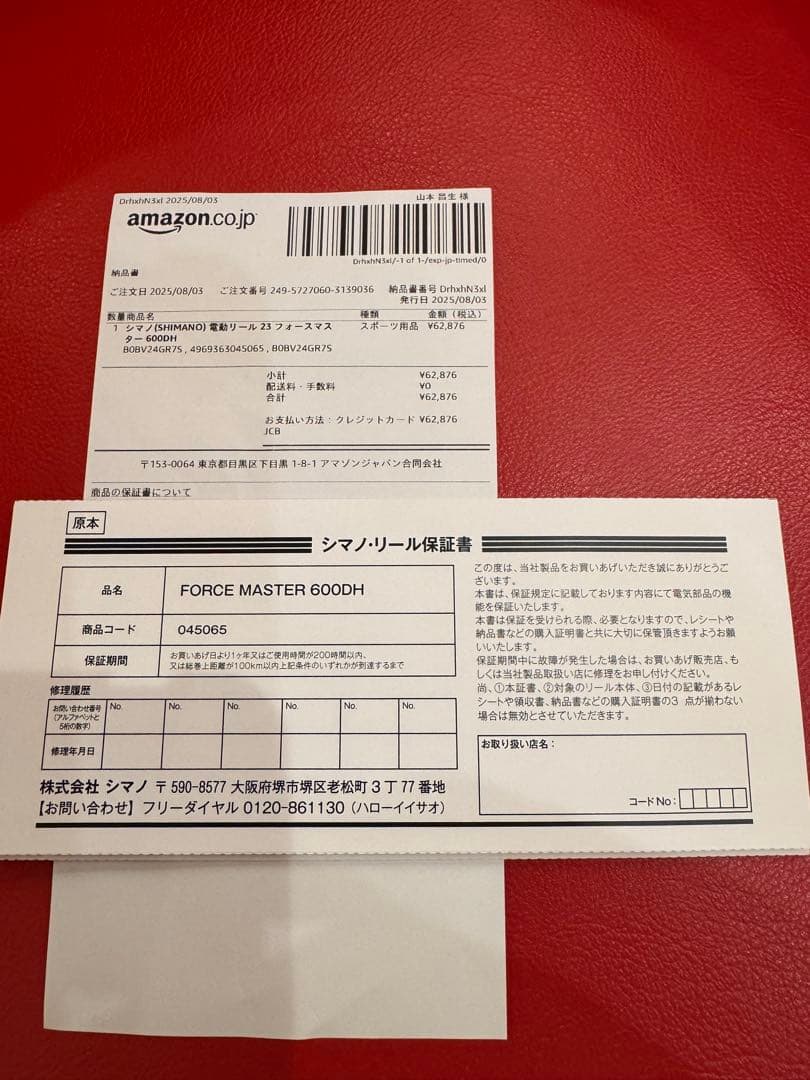 DrhxhN3xl 2025/08/03
山本 昌生 様
amazon.co.jp
DrhxhN3xl/-1 of 1-/exp-jp-timed/0
納品書
ご注文日 2025/08/03 ご注文番号 249-5727060-3139036 納品書番号 DrhxhN3xl
発行日 2025/08/03
数量 商品名 種類 金額（税込）
1 シマノ(SHIMANO) 電動リール 23 フォースマス スポーツ用品 ¥62,876
ター 600DH
B0BV24GR7S , 4969363045065 , B0BV24GR7S
小計 ¥62,876
配送料・手数料 ¥0
合計 ¥62,876
お支払い方法：クレジットカード ¥62,876
JCB
〒153-0064 東京都目黒区下目黒 1-8-1 アマゾンジャパン合同会社
商品の保証書について
原本
シマノ・リール保証書
品名 FORCE MASTER 600DH
商品コード 045065
保証期間 お買いあげ日より1ヶ年又はご使用時間が200時間以内、
又は総巻上距離が100km以内上記条件のいずれかが到達するまで
修理履歴
お問い合わせ番号
(アルファベットと
5桁の数字)
No. No. No. No. No. No.
修理年月日
株式会社 シマノ 〒590-8577 大阪府堺市堺区老松町3丁77番地
【お問い合わせ】フリーダイヤル 0120-861130（ハローイイサオ）
この度は、当社製品をお買いあげいただき誠にありがとうご
ざいます。
本書は、保証規定に記載しております内容にて電気部品の機
能を保証いたします。
本書は保証を受けられる際、必要となりますので、レシートや
納品書などの購入証明書と共に大切に保管頂きますようお願
いいたします。
保証期間中に故障が発生した場合は、お買いあげ販売店、も
しくは当社製品取扱い店に修理をお申し付けください。
尚、①本証書、②対象のリール本体、③日付の記載があるレ
シートや領収書、納品書などの購入証明書の3 点が揃わない
場合は無効とさせていただきます。
お取り扱い店名：
コードNo：